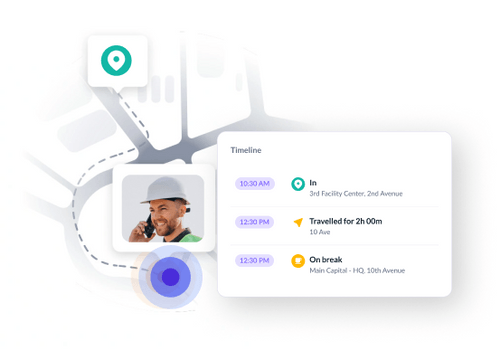 Timeline
10:30 AM
In
3rd Facility Center, 2nd Avenue
12:30 PM
Travelled for 2h 00m
10 Ave
12:30 PM
On break
Main Capital - HQ, 10th Avenue